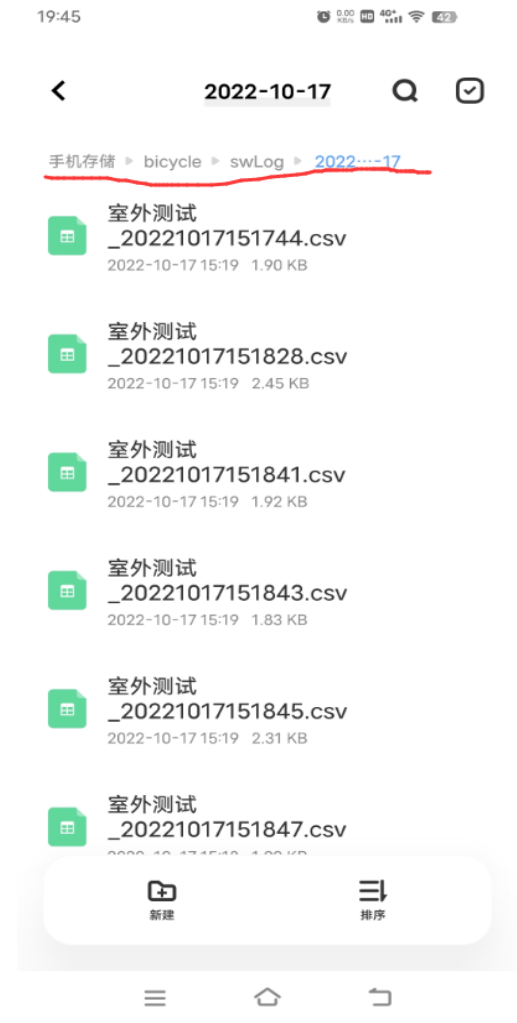 19:45
0.00 KB/s HD 4G+ 42
2022-10-17
手机存储 bicycle swLog 2022···-17
室外测试
_20221017151744.csv
2022-10-17 15:19 1.90 KB
室外测试
_20221017151828.csv
2022-10-17 15:19 2.45 KB
室外测试
_20221017151841.csv
2022-10-17 15:19 1.92 KB
室外测试
_20221017151843.csv
2022-10-17 15:19 1.83 KB
室外测试
_20221017151845.csv
2022-10-17 15:19 2.31 KB
室外测试
_20221017151847.csv
新建
排序